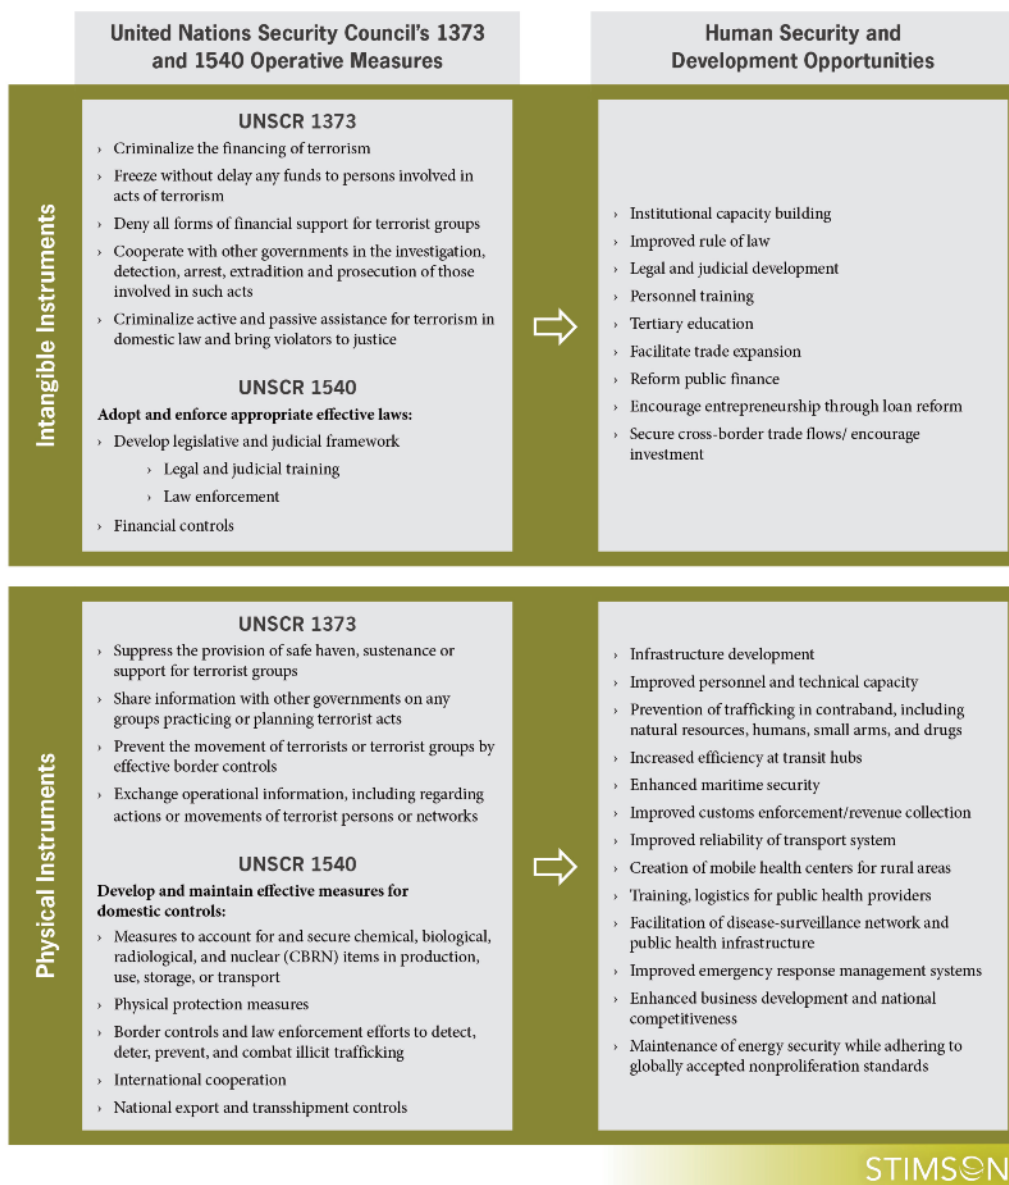 United Nations Security Council's 1373
and 1540 Operative Measures
Human Security and
Development Opportunities
Intangible Instruments
UNSCR 1373
› Criminalize the financing of terrorism
› Freeze without delay any funds to persons involved in
acts of terrorism
› Deny all forms of financial support for terrorist groups
› Cooperate with other governments in the investigation,
detection, arrest, extradition and prosecution of those
involved in such acts
› Criminalize active and passive assistance for terrorism in
domestic law and bring violators to justice
UNSCR 1540
Adopt and enforce appropriate effective laws:
› Develop legislative and judicial framework
› Legal and judicial training
› Law enforcement
› Financial controls
› Institutional capacity building
› Improved rule of law
› Legal and judicial development
› Personnel training
› Tertiary education
› Facilitate trade expansion
› Reform public finance
› Encourage entrepreneurship through loan reform
› Secure cross-border trade flows/ encourage
investment
Physical Instruments
UNSCR 1373
› Suppress the provision of safe haven, sustenance or
support for terrorist groups
› Share information with other governments on any
groups practicing or planning terrorist acts
› Prevent the movement of terrorists or terrorist groups by
effective border controls
› Exchange operational information, including regarding
actions or movements of terrorist persons or networks
UNSCR 1540
Develop and maintain effective measures for
domestic controls:
› Measures to account for and secure chemical, biological,
radiological, and nuclear (CBRN) items in production,
use, storage, or transport
› Physical protection measures
› Border controls and law enforcement efforts to detect,
deter, prevent, and combat illicit trafficking
› International cooperation
› National export and transshipment controls
› Infrastructure development
› Improved personnel and technical capacity
› Prevention of trafficking in contraband, including
natural resources, humans, small arms, and drugs
› Increased efficiency at transit hubs
› Enhanced maritime security
› Improved customs enforcement/revenue collection
› Improved reliability of transport system
› Creation of mobile health centers for rural areas
› Training, logistics for public health providers
› Facilitation of disease-surveillance network and
public health infrastructure
› Improved emergency response management systems
› Enhanced business development and national
competitiveness
› Maintenance of energy security while adhering to
globally accepted nonproliferation standards
STIMSON